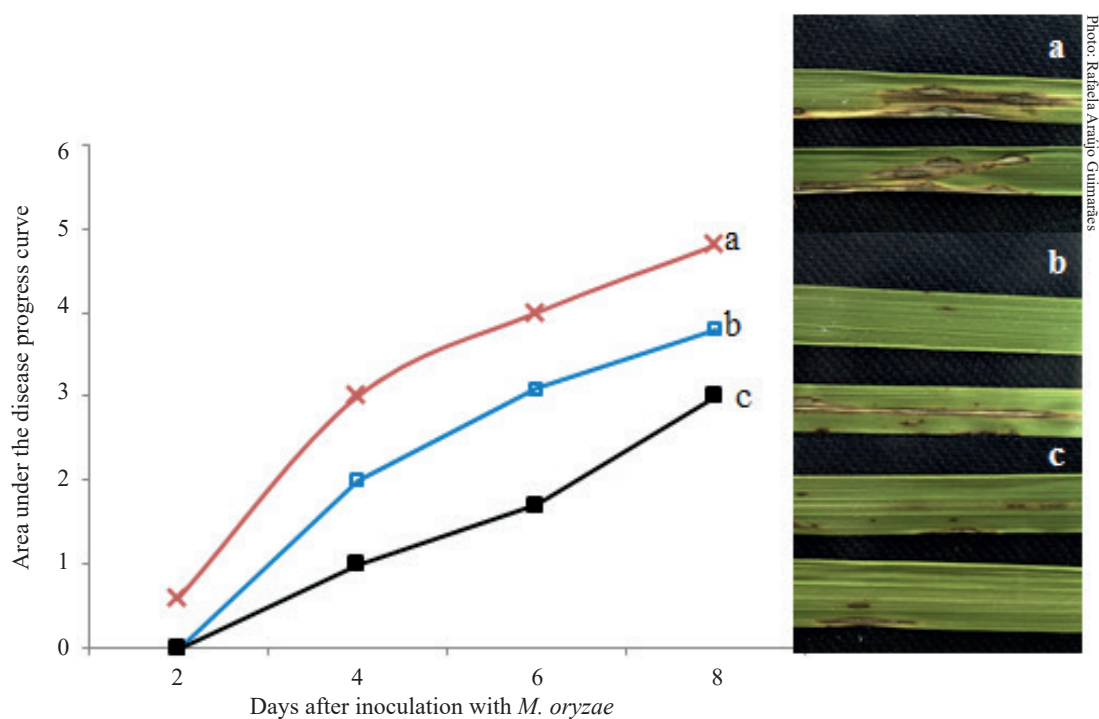 Area under the disease progress curve
6
5
4
3
2
1
0
2 4 6 8
Days after inoculation with M. oryzae
a
b
c
a
b
c
Photo: Rafaela Araújo Guimarães